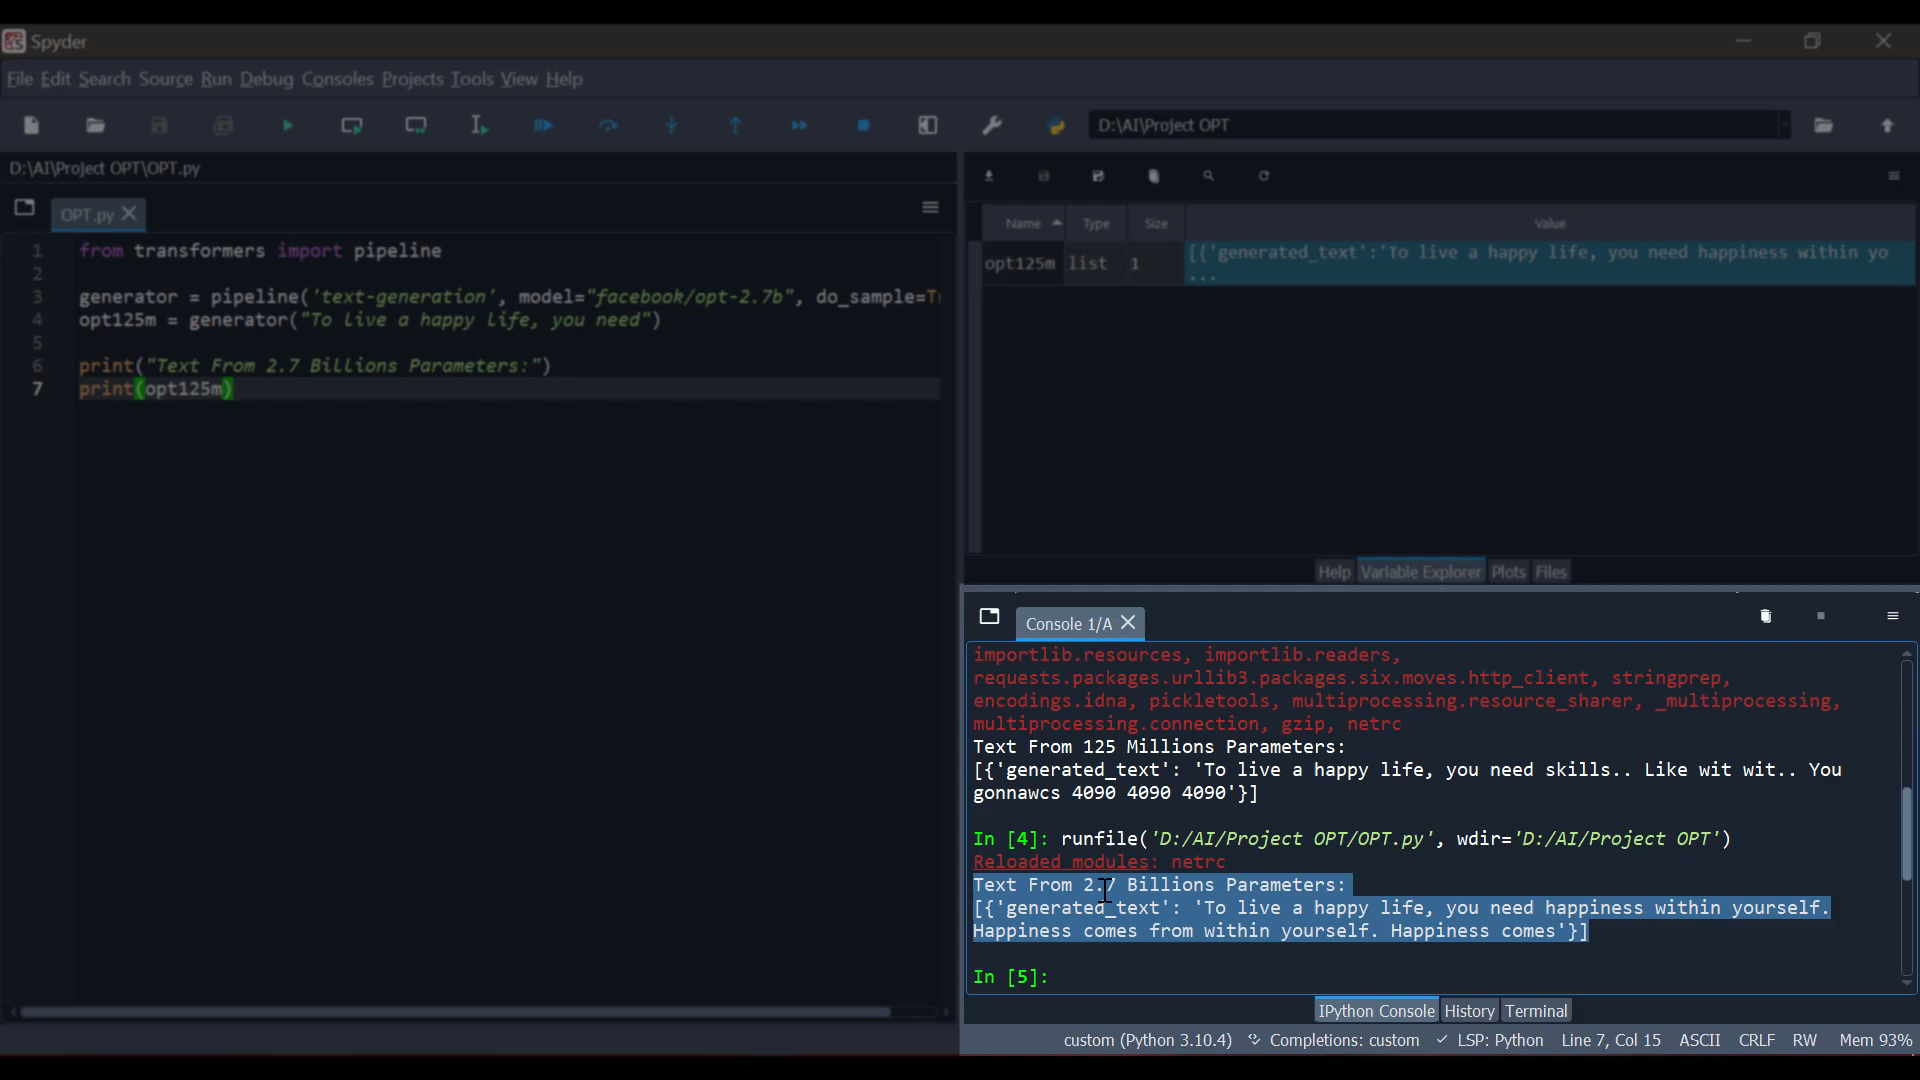 Spyder
File Edit Search Source Run Debug Consoles Projects Tools View Help
D:\AI\Project OPT
D:\AI\Project OPT\OPT.py
OPT.py
1 from transformers import pipeline
2
3 generator = pipeline('text-generation', model="facebook/opt-2.7b", do_sample=T
4 opt125m = generator("To Live a happy Life, you need")
5
6 print("Text From 2.7 Billions Parameters:")
7 print(opt125m)
Name Type Size Value
opt125m list 1 [{'generated_text':'To live a happy life, you need happiness within yo
...
Help Variable Explorer Plots Files
Console 1/A
importlib.resources, importlib.readers,
requests.packages.urllib3.packages.six.moves.http_client, stringprep,
encodings.idna, pickletools, multiprocessing.resource_sharer, _multiprocessing,
multiprocessing.connection, gzip, netrc
Text From 125 Millions Parameters:
[{'generated_text': 'To live a happy life, you need skills.. Like wit wit.. You
gonnawcs 4090 4090 4090'}]
In [4]: runfile('D:/AI/Project OPT/OPT.py', wdir='D:/AI/Project OPT')
Reloaded modules: netrc
Text From 2.7 Billions Parameters:
[{'generated_text': 'To live a happy life, you need happiness within yourself.
Happiness comes from within yourself. Happiness comes'}]
In [5]:
IPython Console History Terminal
custom (Python 3.10.4) Completions: custom LSP: Python Line 7, Col 15 ASCII CRLF RW Mem 93%